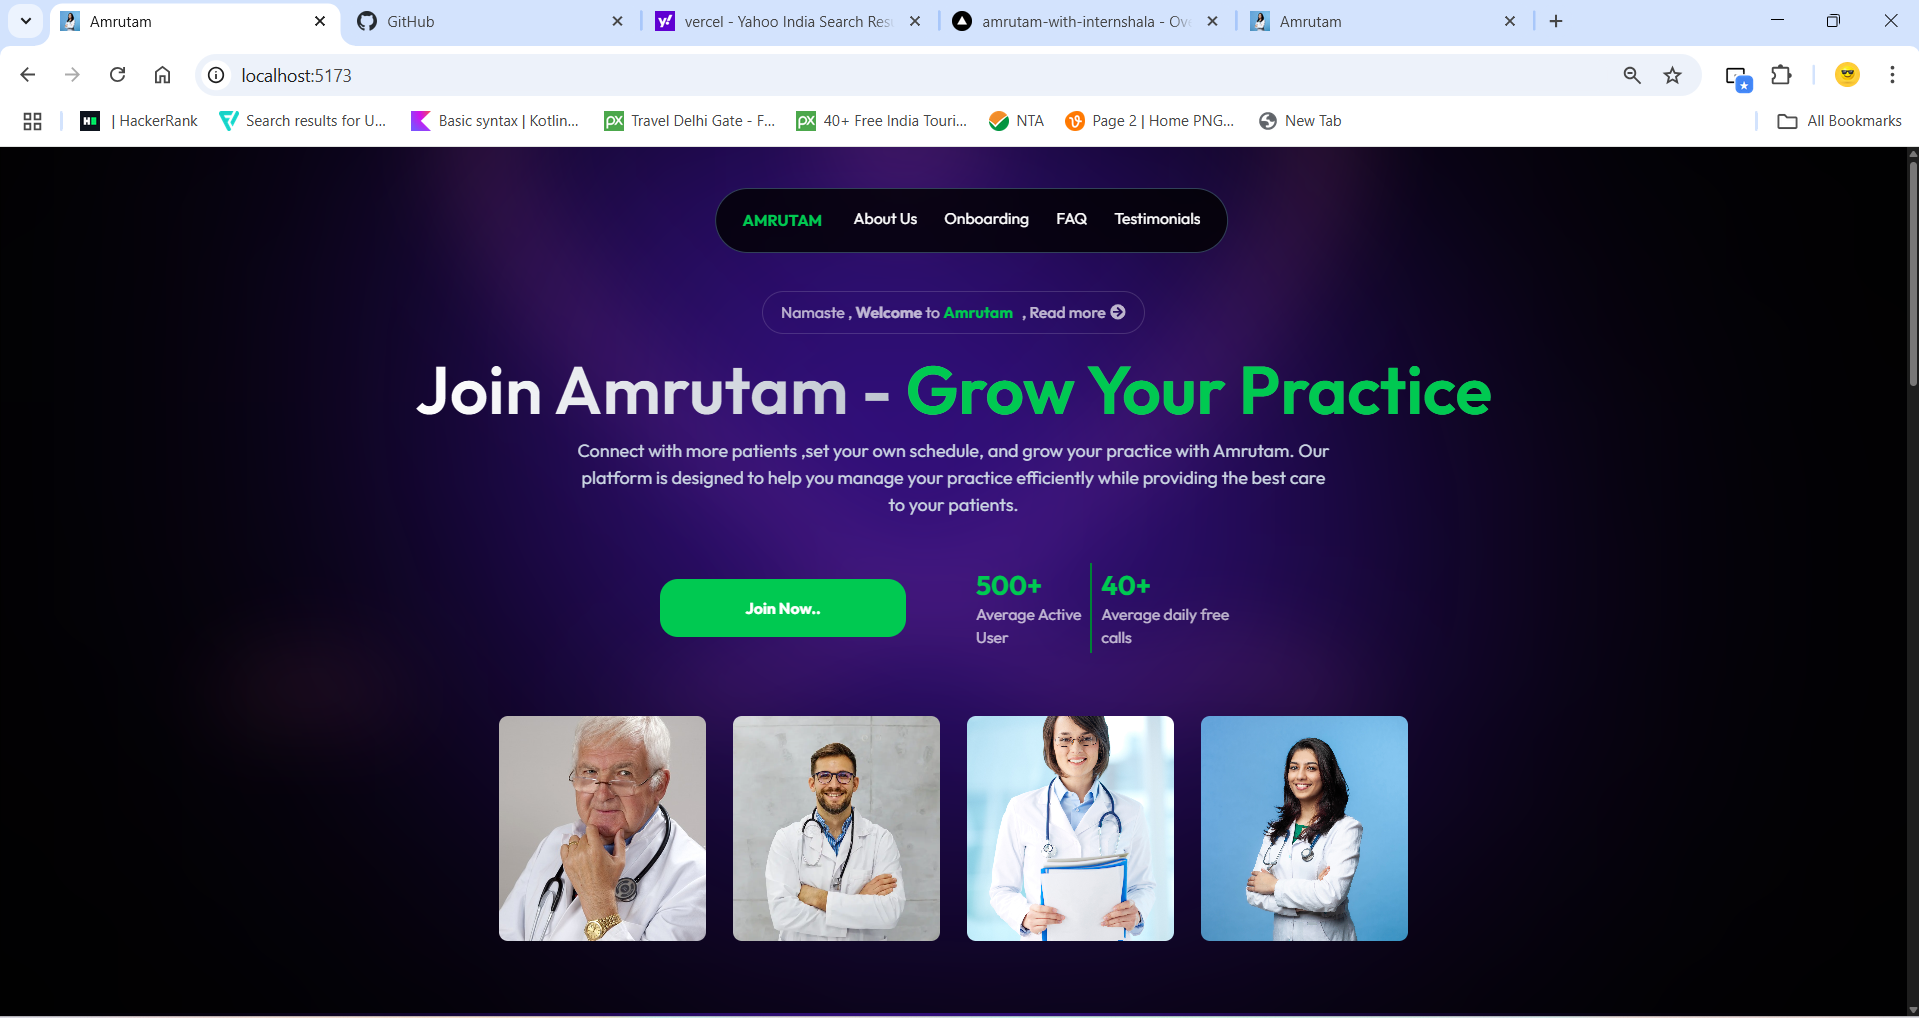 Amrutam
GitHub
vercel - Yahoo India Search Res
amrutam-with-internshala - Ov
Amrutam
localhost:5173
| HackerRank
Search results for U...
Basic syntax | Kotlin...
Travel Delhi Gate - F...
40+ Free India Touri...
NTA
Page 2 | Home PNG...
New Tab
All Bookmarks
AMRUTAM
About Us
Onboarding
FAQ
Testimonials
Namaste , Welcome to Amrutam , Read more
Join Amrutam - Grow Your Practice
Connect with more patients ,set your own schedule, and grow your practice with Amrutam. Our
platform is designed to help you manage your practice efficiently while providing the best care
to your patients.
Join Now..
500+
Average Active
User
40+
Average daily free
calls